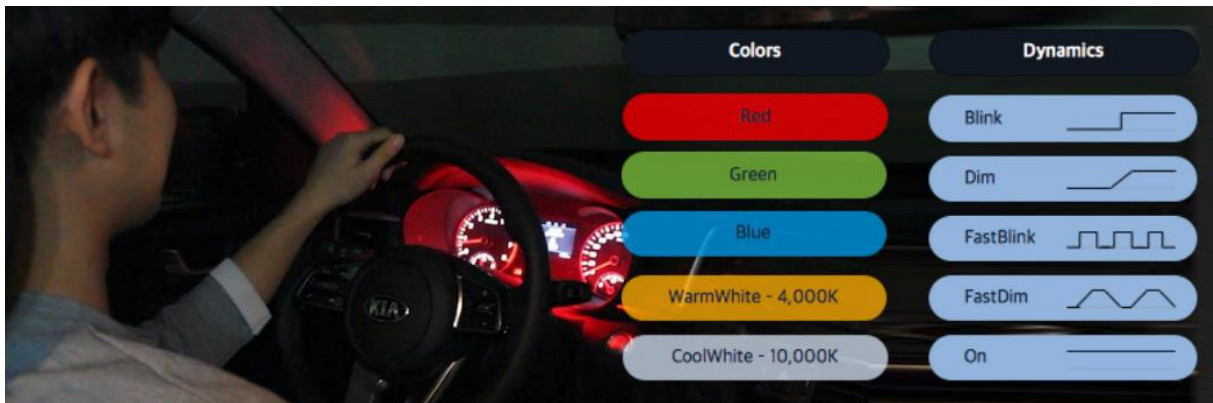 Colors
Red
Green
Blue
WarmWhite - 4,000K
CoolWhite - 10,000K
Dynamics
Blink
Dim
FastBlink
FastDim
On
KIA